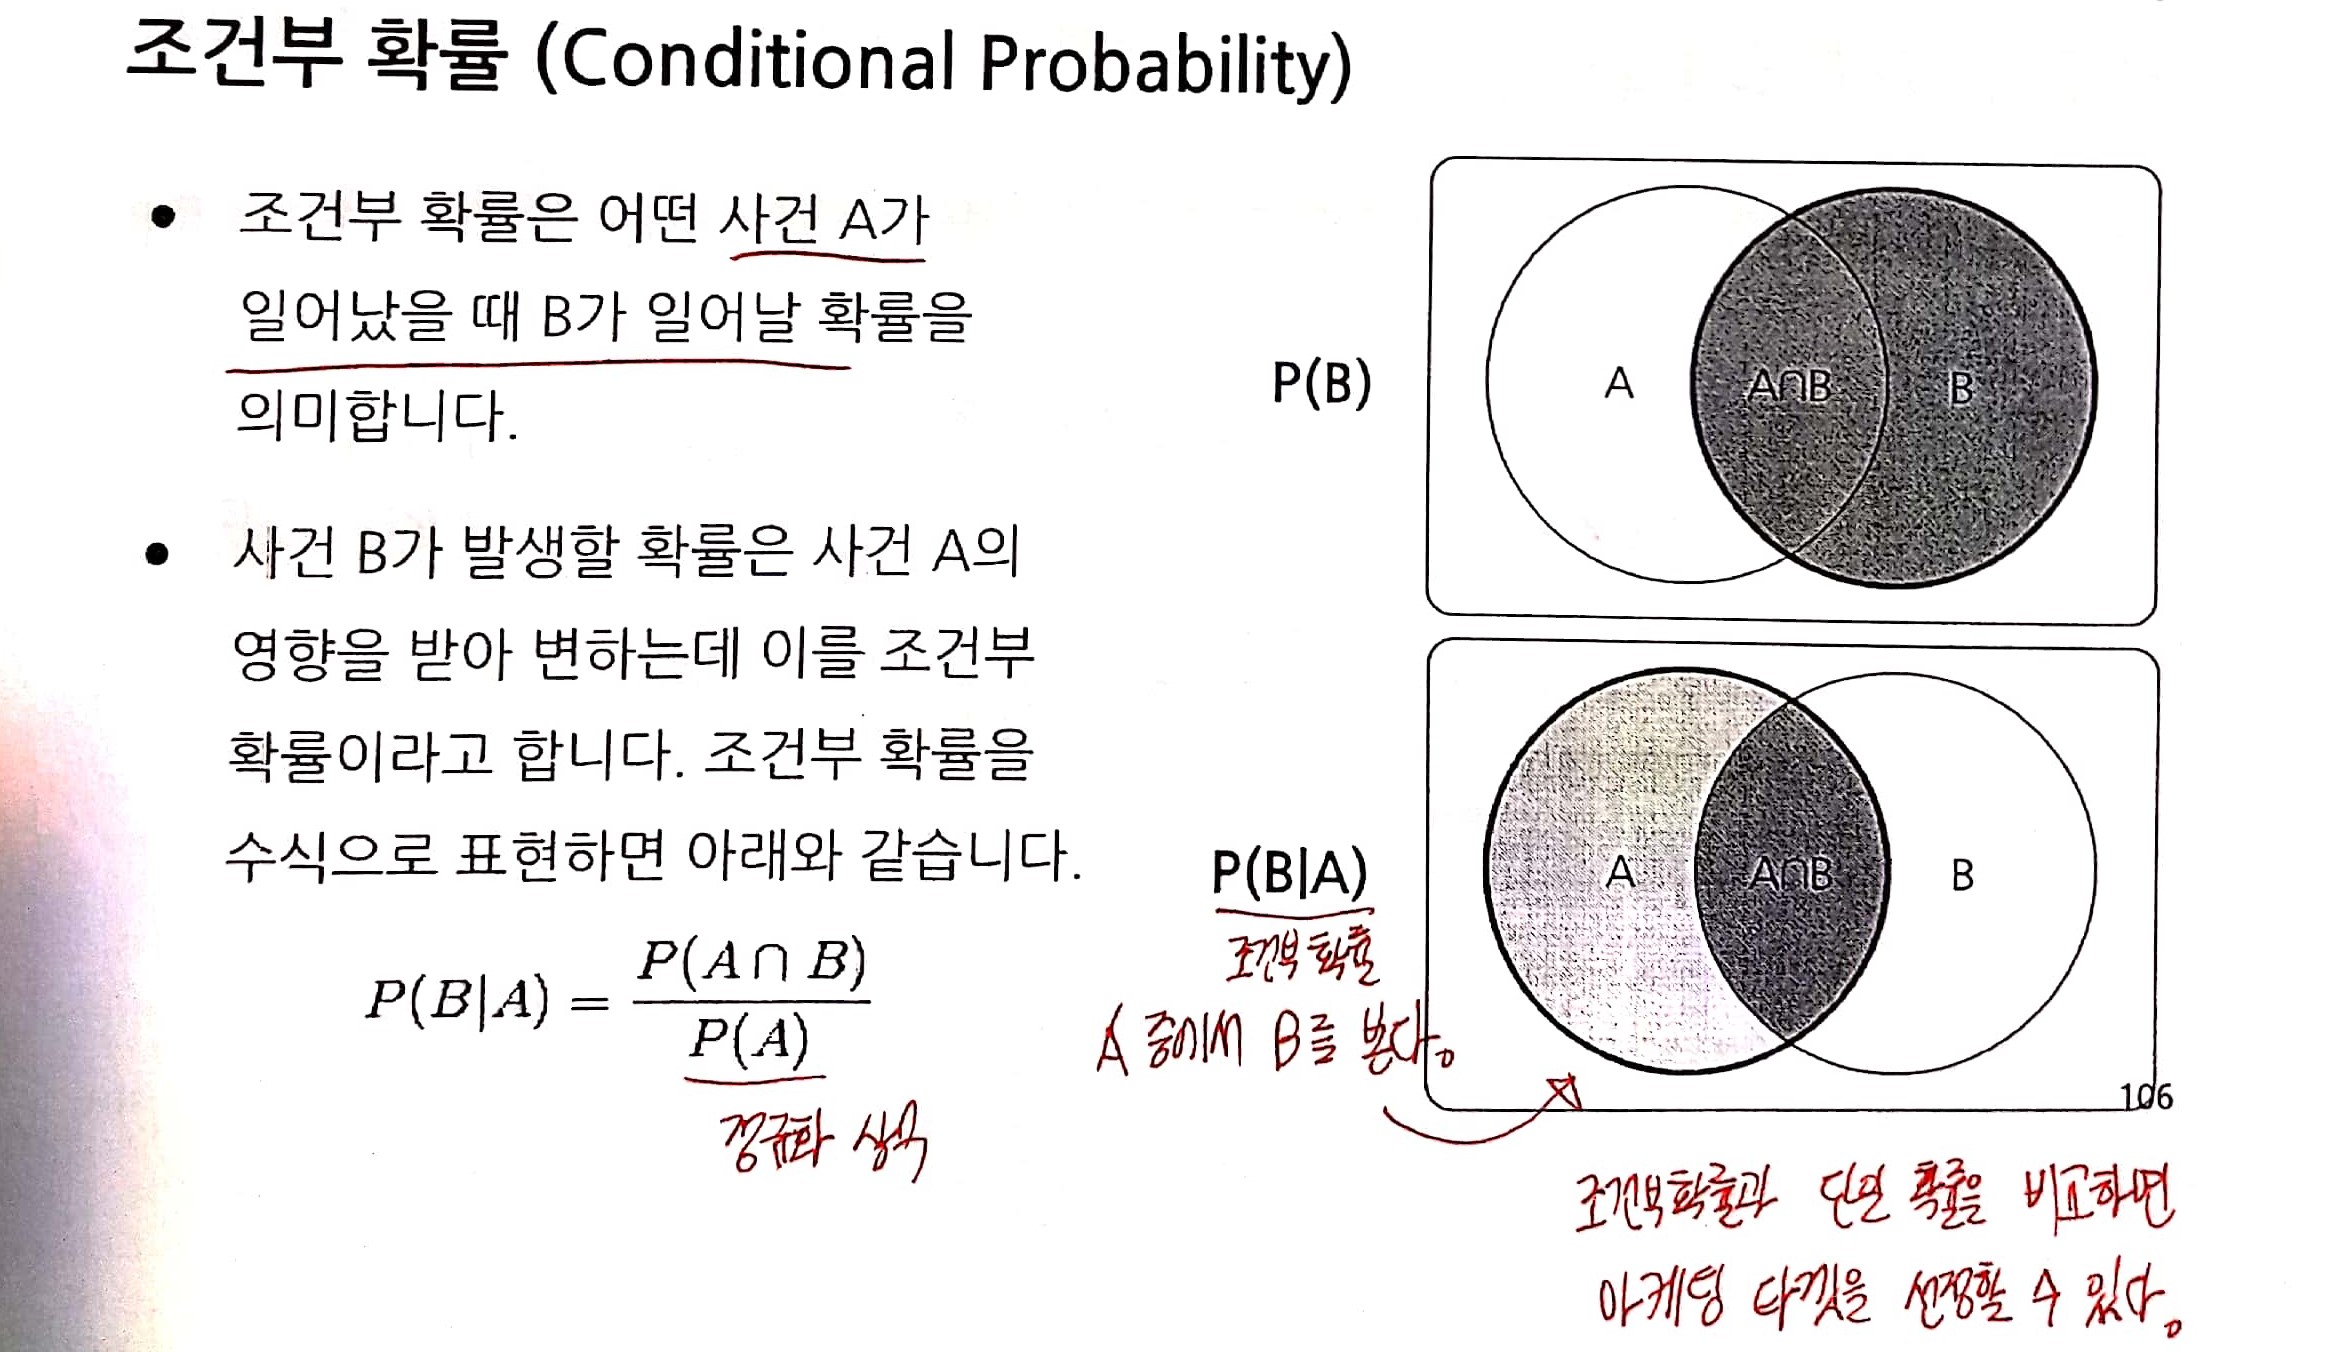 조건부 확률 (Conditional Probability)
• 조건부 확률은 어떤 사건 A가
일어났을 때 B가 일어날 확률을
의미합니다.
• 사건 B가 발생할 확률은 사건 A의
영향을 받아 변하는데 이를 조건부
확률이라고 합니다. 조건부 확률을
수식으로 표현하면 아래와 같습니다.
P(B|A) = P(A∩B) / P(A)
정규화 상수
P(B)
A A∩B B
P(B|A)
조건부 확률
A 중에서 B를 본다.
A A∩B B
106
조건부확률과 단일 확률을 비교하면
마케팅 타깃을 선정할 수 있다.